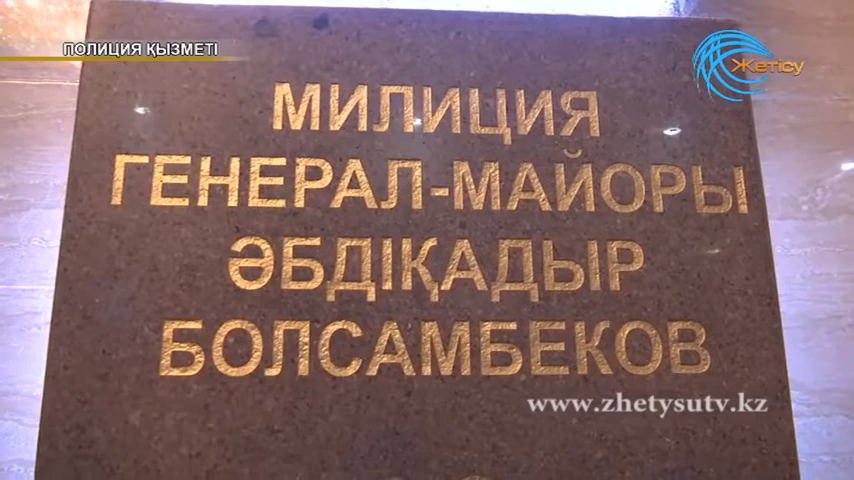 ПОЛИЦИЯ ҚЫЗМЕТІ
Жетісу
МИЛИЦИЯ
ГЕНЕРАЛ-МАЙОРЫ
ӘБДІҚАДЫР
БОЛСАМБЕКОВ
www.zhetysutv.kz